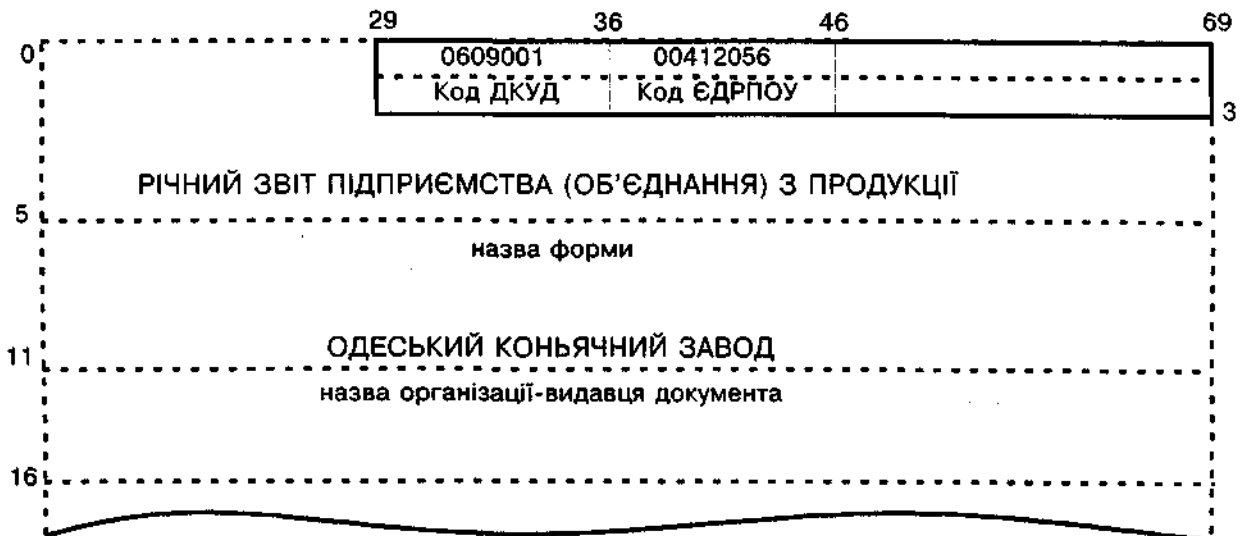 29 36 46 69
0 0609001 00412056
Код ДКУД Код ЄДРПОУ
3
РІЧНИЙ ЗВІТ ПІДПРИЄМСТВА (ОБ'ЄДНАННЯ) З ПРОДУКЦІЇ
5
назва форми
ОДЕСЬКИЙ КОНЬЯЧНИЙ ЗАВОД
11
назва організації-видавця документа
16